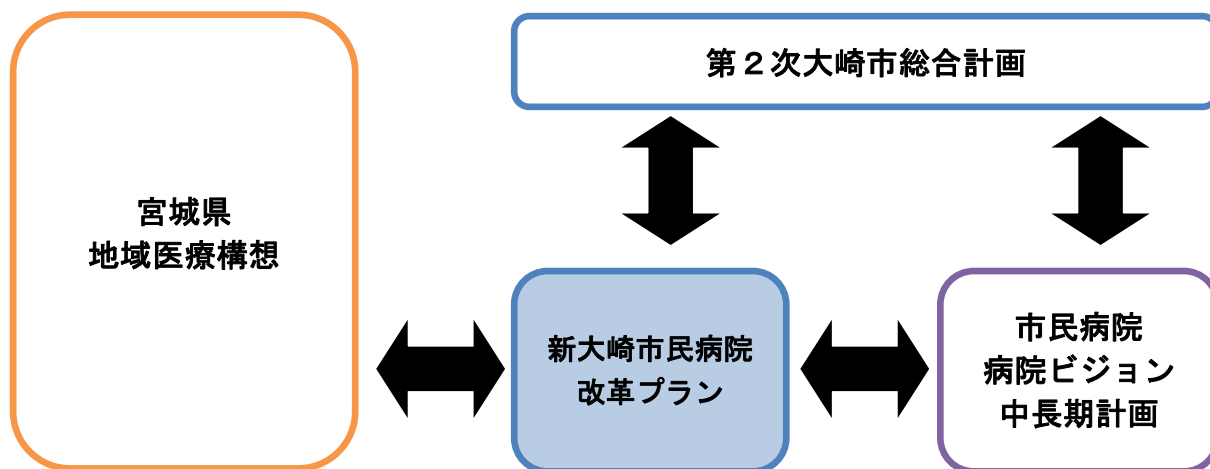 第２次大崎市総合計画
宮城県
地域医療構想
新大崎市民病院
改革プラン
市民病院
病院ビジョン
中長期計画